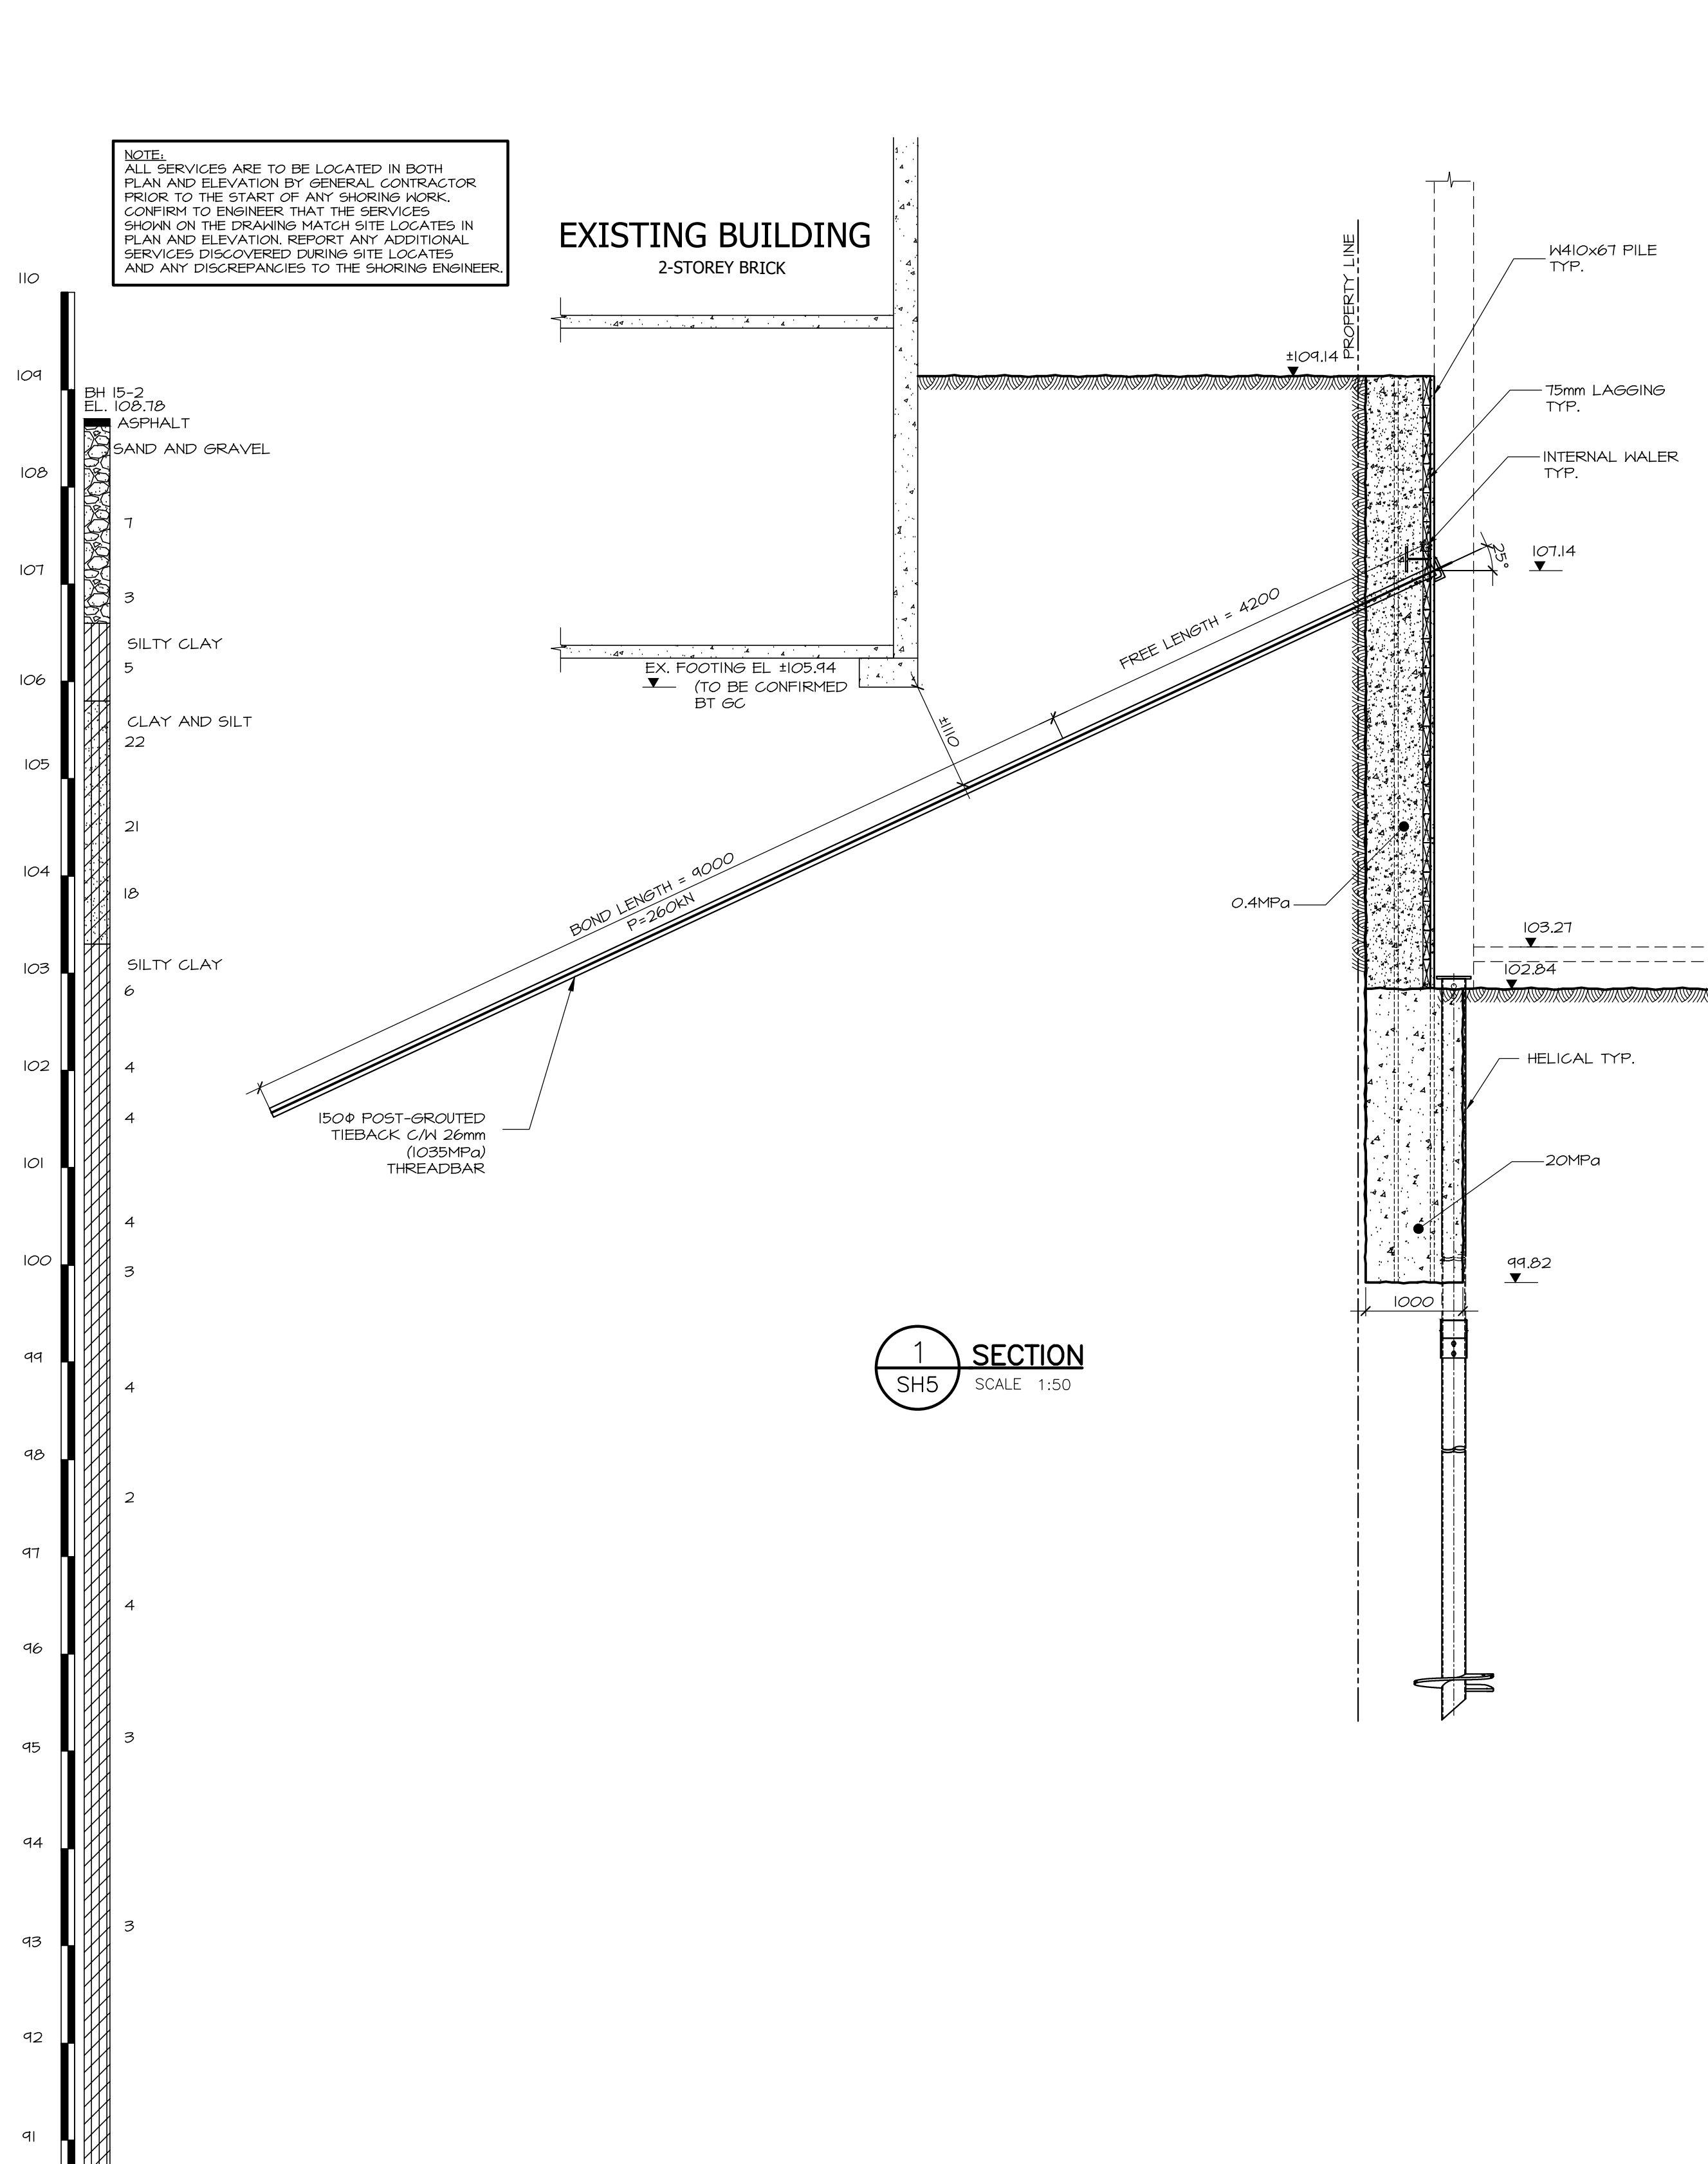 NOTE:
ALL SERVICES ARE TO BE LOCATED IN BOTH
PLAN AND ELEVATION BY GENERAL CONTRACTOR
PRIOR TO THE START OF ANY SHORING WORK.
CONFIRM TO ENGINEER THAT THE SERVICES
SHOWN ON THE DRAWING MATCH SITE LOCATES IN
PLAN AND ELEVATION. REPORT ANY ADDITIONAL
SERVICES DISCOVERED DURING SITE LOCATES
AND ANY DISCREPANCIES TO THE SHORING ENGINEER.
EXISTING BUILDING
2-STOREY BRICK
PROPERTY LINE
W410x67 PILE
TYP.
75mm LAGGING
TYP.
INTERNAL WALER
TYP.
±109.14
25°
107.14
110
109
108
107
106
105
104
103
102
101
100
99
98
97
96
95
94
93
92
91
BH 15-2
EL. 108.78
ASPHALT
SAND AND GRAVEL
7
3
SILTY CLAY
5
CLAY AND SILT
22
21
18
SILTY CLAY
6
4
4
4
3
4
2
4
3
3
EX. FOOTING EL ±105.94
(TO BE CONFIRMED
BT GC
±1110
FREE LENGTH = 4200
BOND LENGTH = 9000
P=260kN
150Φ POST-GROUTED
TIEBACK C/W 26mm
(1035MPa)
THREADBAR
0.4MPa
103.27
102.84
HELICAL TYP.
20MPa
99.82
1000
1
SH5
SECTION
SCALE 1:50